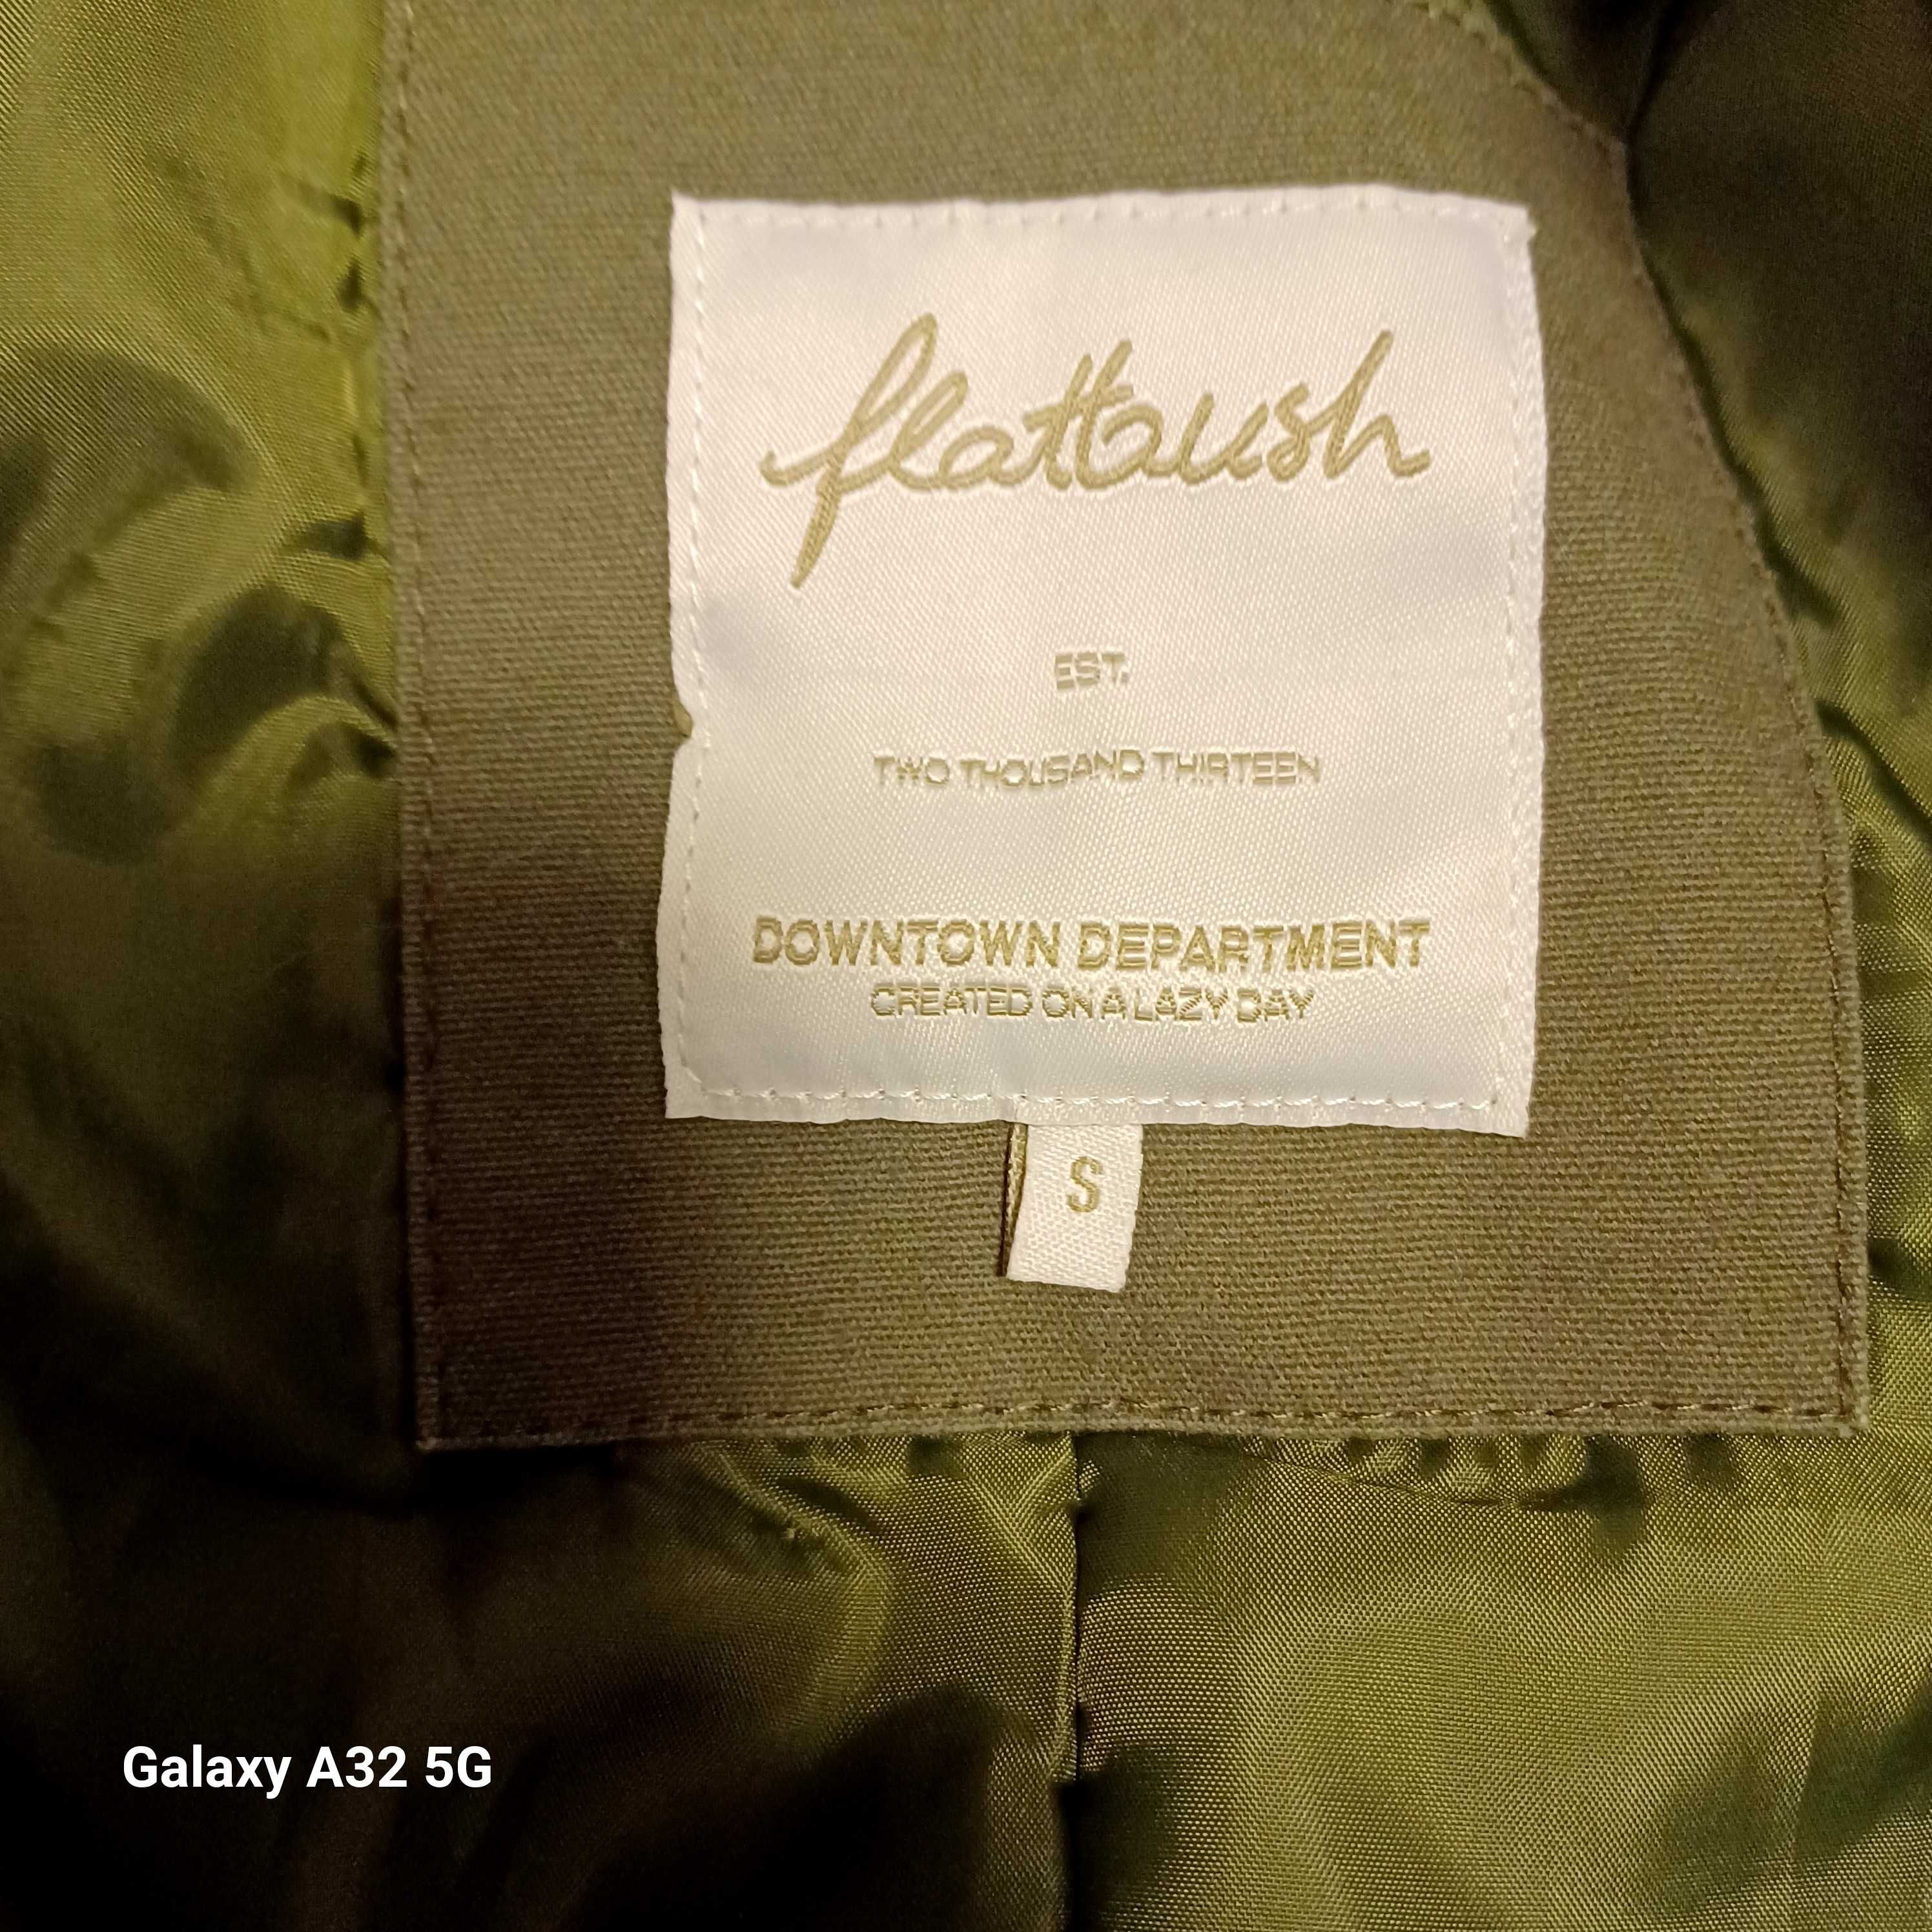 flatbush
EST.
TWO THOUSAND THIRTEEN
DOWNTOWN DEPARTMENT
CREATED ON A LAZY DAY
S
Galaxy A32 5G